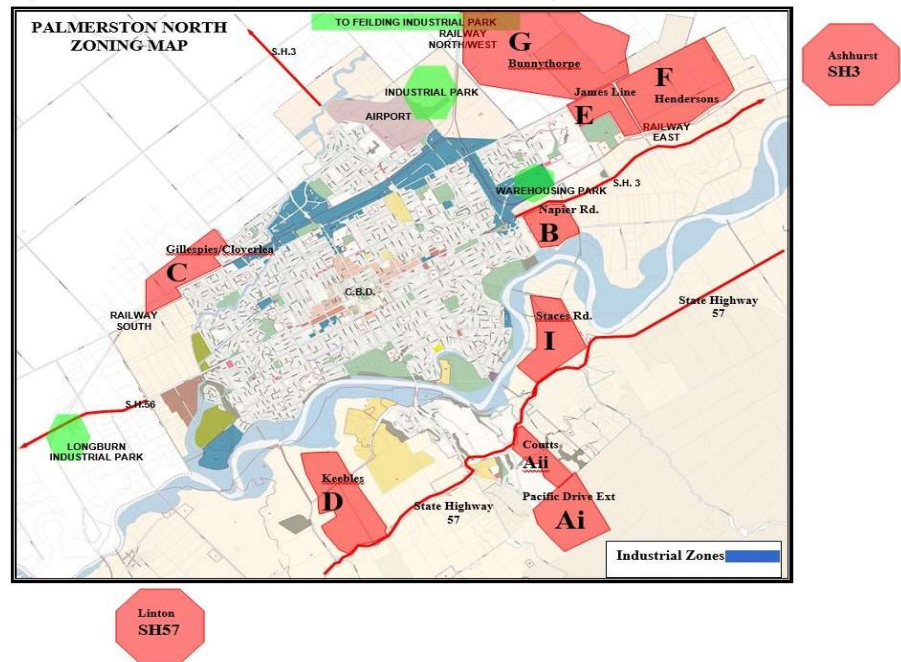 PALMERSTON NORTH
ZONING MAP
TO FEILDING INDUSTRIAL PARK
RAILWAY
NORTH/WEST
G
Bunnythorpe
S.H.3
INDUSTRIAL PARK
AIRPORT
James Line
E
F
Hendersons
RAILWAY
EAST
Ashhurst
SH3
S.H. 3
WAREHOUSING PARK
Napier Rd.
B
Gillespies/Cloverlea
C
C.B.D.
RAILWAY
SOUTH
Staces Rd.
I
State Highway
57
S.H.56
LONGBURN
INDUSTRIAL PARK
Keebles
D
Coutts
Aii
State Highway
57
Pacific Drive Ext
Ai
Industrial Zones
Linton
SH57